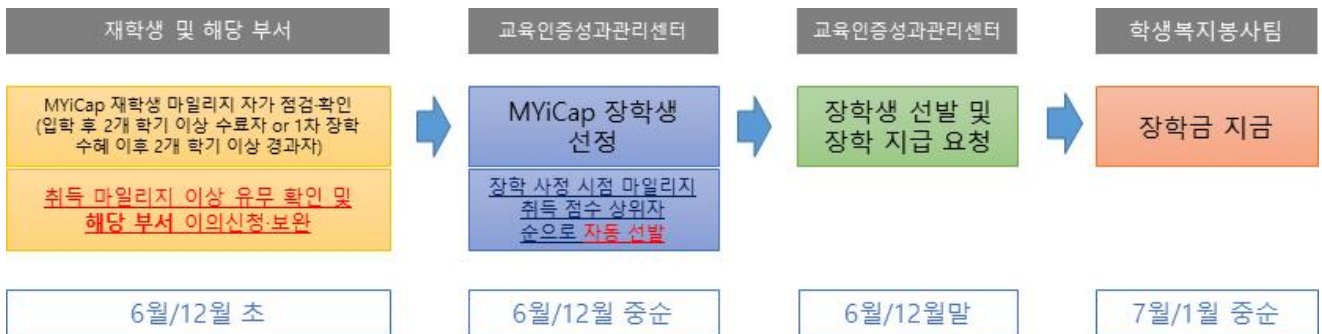 재학생 및 해당 부서
교육인증성과관리센터
교육인증성과관리센터
학생복지봉사팀
MYiCap 재학생 마일리지 자가 점검·확인
(입학 후 2개 학기 이상 수료자 or 1차 장학
수혜 이후 2개 학기 이상 경과자)
취득 마일리지 이상 유무 확인 및
해당 부서 이의신청·보완
MYiCap 장학생
선정
장학 사정 시점 마일리지
취득 점수 상위자
순으로 자동 선발
장학생 선발 및
장학 지급 요청
장학금 지급
6월/12월 초
6월/12월 중순
6월/12월말
7월/1월 중순